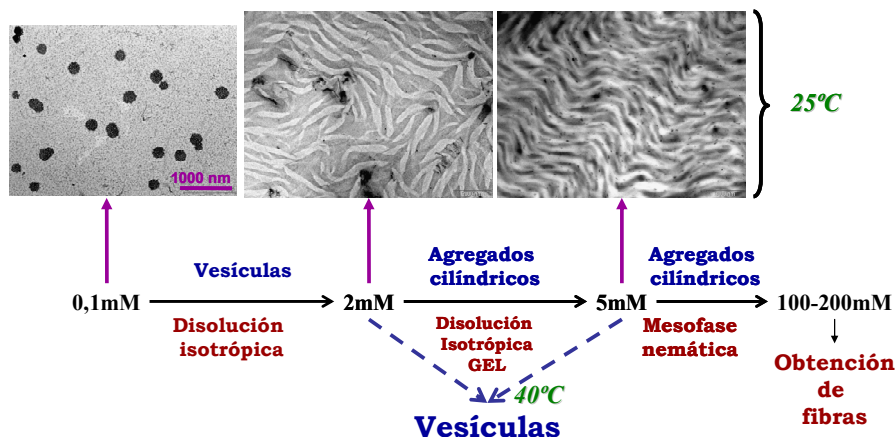 1000 nm
25ºC
Vesículas
Agregados
cilíndricos
Agregados
cilíndricos
0,1mM
2mM
5mM
100-200mM
Disolución
isotrópica
Disolución
Isotrópica
GEL
Mesofase
nemática
Obtención
de
fibras
40ºC
Vesículas